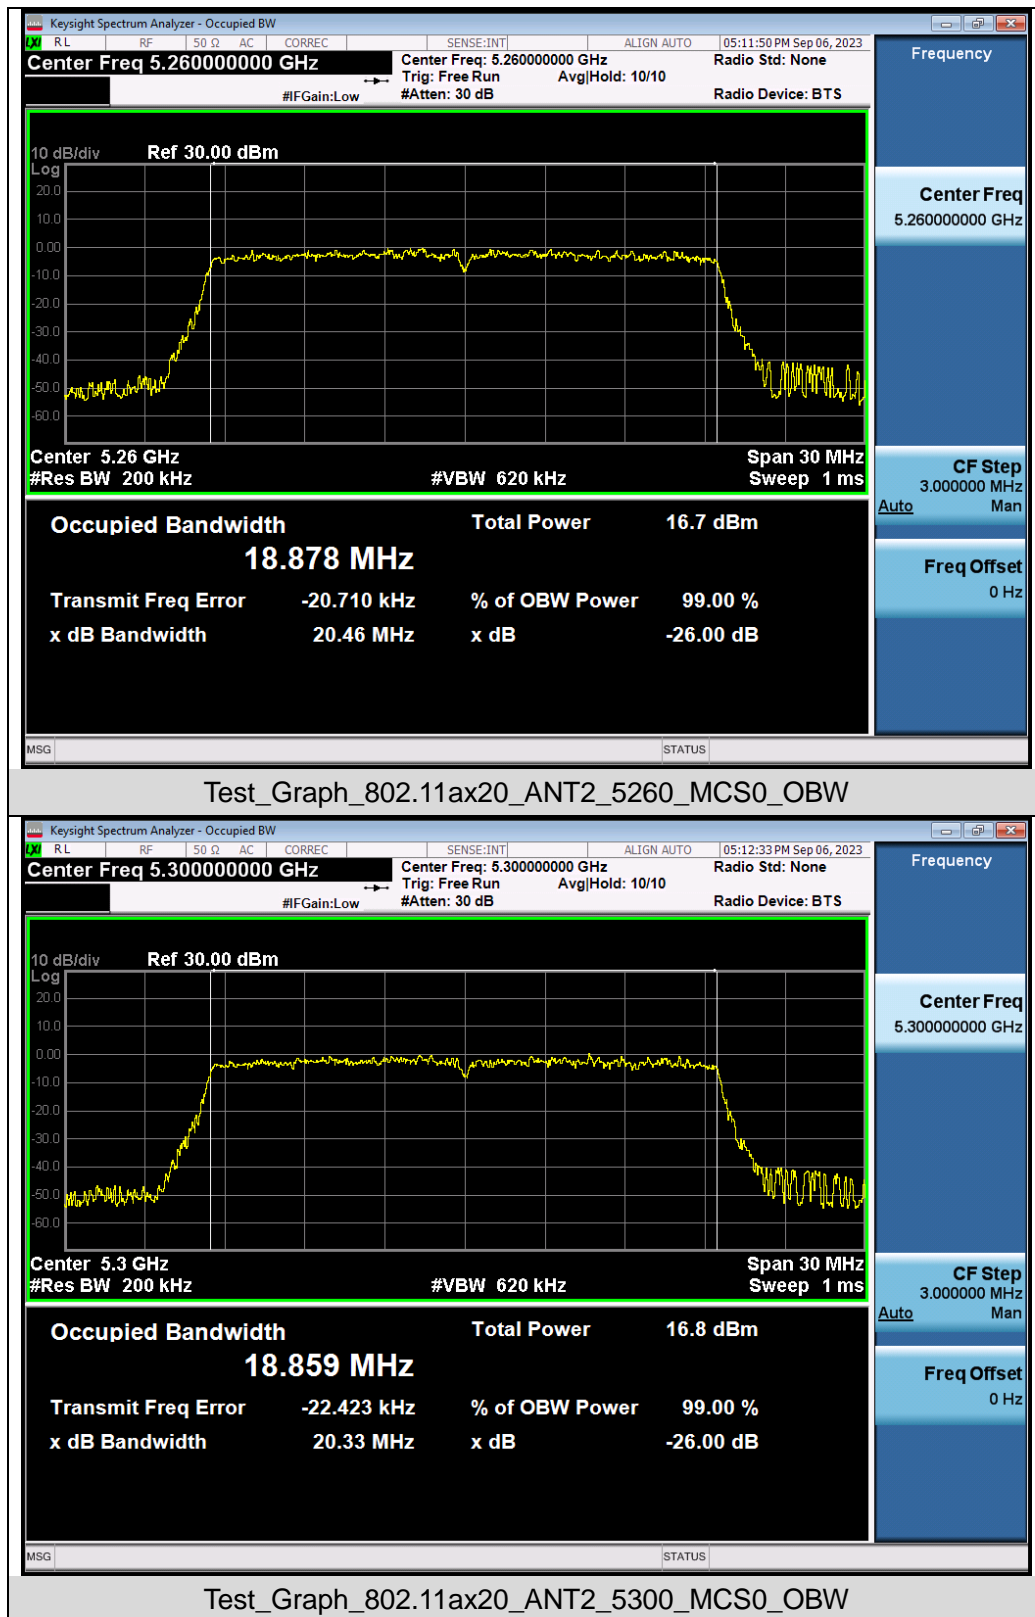 Keysight Spectrum Analyzer - Occupied BW
LXI RL RF 50 Ω AC CORREC SENSE:INT ALIGN AUTO 05:11:50 PM Sep 06, 2023
Center Freq 5.260000000 GHz
Center Freq: 5.260000000 GHz
Radio Std: None
Trig: Free Run Avg|Hold: 10/10
#IFGain:Low #Atten: 30 dB Radio Device: BTS
Frequency
10 dB/div Ref 30.00 dBm
Log
20.0
10.0
0.00
-10.0
-20.0
-30.0
-40.0
-50.0
-60.0
Center 5.26 GHz Span 30 MHz
#Res BW 200 kHz #VBW 620 kHz Sweep 1 ms
Center Freq
5.260000000 GHz
CF Step
3.000000 MHz
Auto Man
Freq Offset
0 Hz
Occupied Bandwidth Total Power 16.7 dBm
18.878 MHz
Transmit Freq Error -20.710 kHz % of OBW Power 99.00 %
x dB Bandwidth 20.46 MHz x dB -26.00 dB
MSG STATUS
Test_Graph_802.11ax20_ANT2_5260_MCS0_OBW
Keysight Spectrum Analyzer - Occupied BW
LXI RL RF 50 Ω AC CORREC SENSE:INT ALIGN AUTO 05:12:33 PM Sep 06, 2023
Center Freq 5.300000000 GHz
Center Freq: 5.300000000 GHz
Radio Std: None
Trig: Free Run Avg|Hold: 10/10
#IFGain:Low #Atten: 30 dB Radio Device: BTS
Frequency
10 dB/div Ref 30.00 dBm
Log
20.0
10.0
0.00
-10.0
-20.0
-30.0
-40.0
-50.0
-60.0
Center 5.3 GHz Span 30 MHz
#Res BW 200 kHz #VBW 620 kHz Sweep 1 ms
Center Freq
5.300000000 GHz
CF Step
3.000000 MHz
Auto Man
Freq Offset
0 Hz
Occupied Bandwidth Total Power 16.8 dBm
18.859 MHz
Transmit Freq Error -22.423 kHz % of OBW Power 99.00 %
x dB Bandwidth 20.33 MHz x dB -26.00 dB
MSG STATUS
Test_Graph_802.11ax20_ANT2_5300_MCS0_OBW